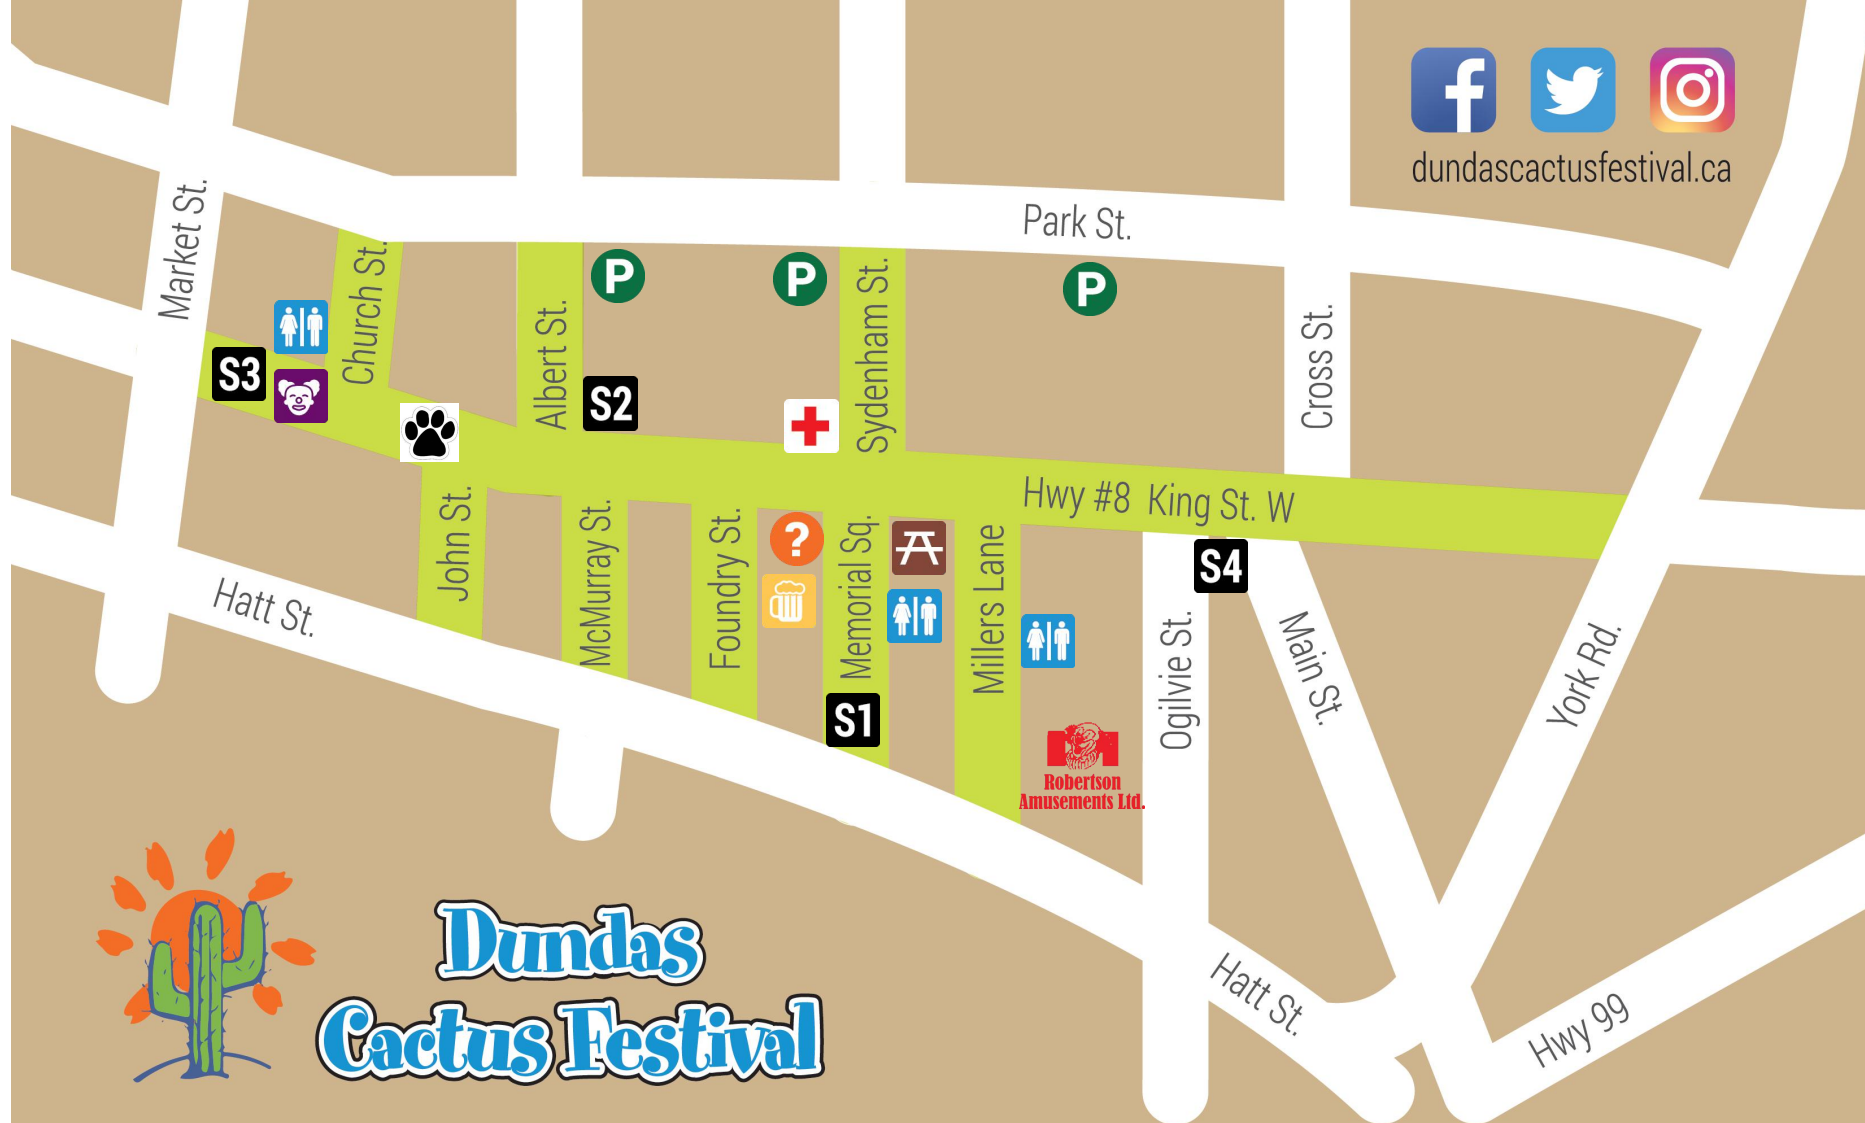 dundascactusfestival.ca
Park St.
Market St.
Church St.
Albert St.
Sydenham St.
Cross St.
P
P
P
S3
S2
Hwy #8 King St. W
John St.
McMurray St.
Foundry St.
?
Memorial Sq.
Millers Lane
S4
Hatt St.
Ogilvie St.
Main St.
York Rd.
S1
Robertson
Amusements Ltd.
Dundas
Cactus Festival
Hatt St.
Hwy 99